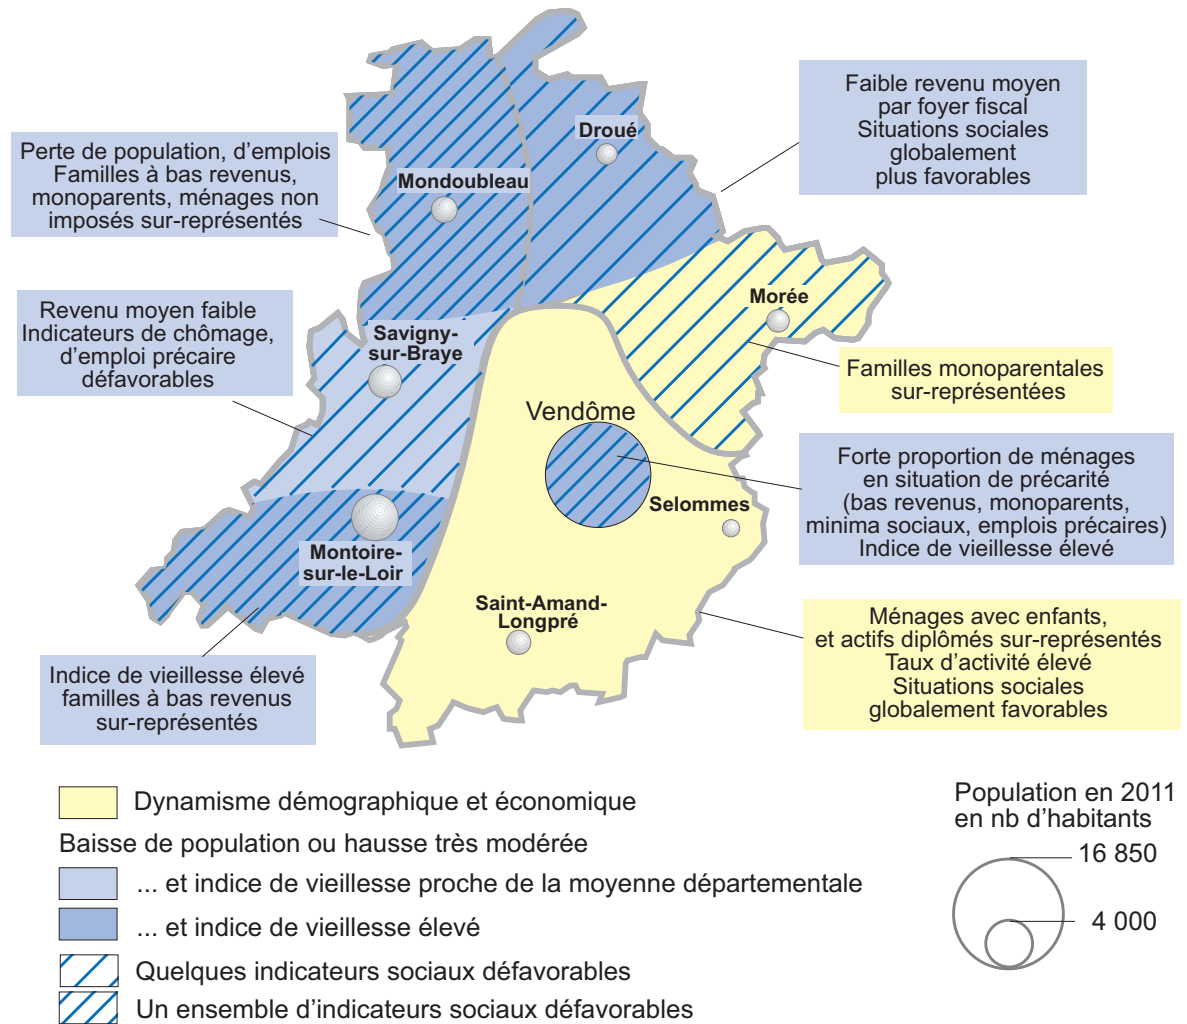 Faible revenu moyen
par foyer fiscal
Situations sociales
globalement
plus favorables
Droué
Perte de population, d'emplois
Familles à bas revenus,
monoparents, ménages non
imposés sur-représentés
Mondoubleau
Morée
Revenu moyen faible
Indicateurs de chômage,
d'emploi précaire
défavorables
Savigny-
sur-Braye
Familles monoparentales
sur-représentées
Vendôme
Forte proportion de ménages
en situation de précarité
(bas revenus, monoparents,
minima sociaux, emplois précaires)
Indice de vieillesse élevé
Selommes
Montoire-
sur-le-Loir
Saint-Amand-
Longpré
Ménages avec enfants,
et actifs diplômés sur-représentés
Taux d'activité élevé
Situations sociales
globalement favorables
Indice de vieillesse élevé
familles à bas revenus
sur-représentés
Dynamisme démographique et économique
Baisse de population ou hausse très modérée
... et indice de vieillesse proche de la moyenne départementale
... et indice de vieillesse élevé
Quelques indicateurs sociaux défavorables
Un ensemble d'indicateurs sociaux défavorables
Population en 2011
en nb d'habitants
16 850
4 000